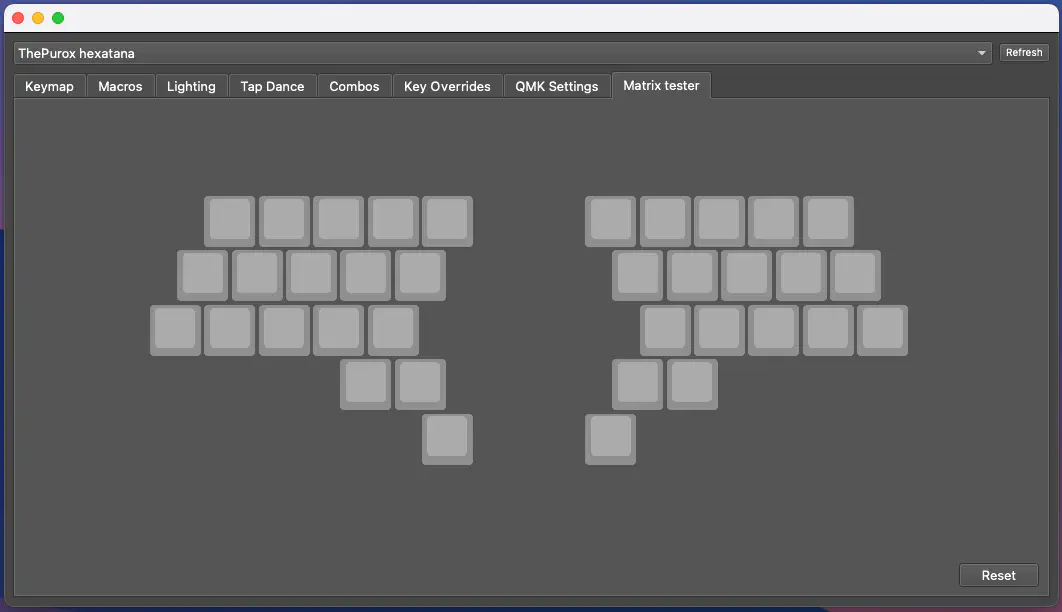 ThePurox hexatana
Refresh
Keymap Macros Lighting Tap Dance Combos Key Overrides QMK Settings Matrix tester
Reset